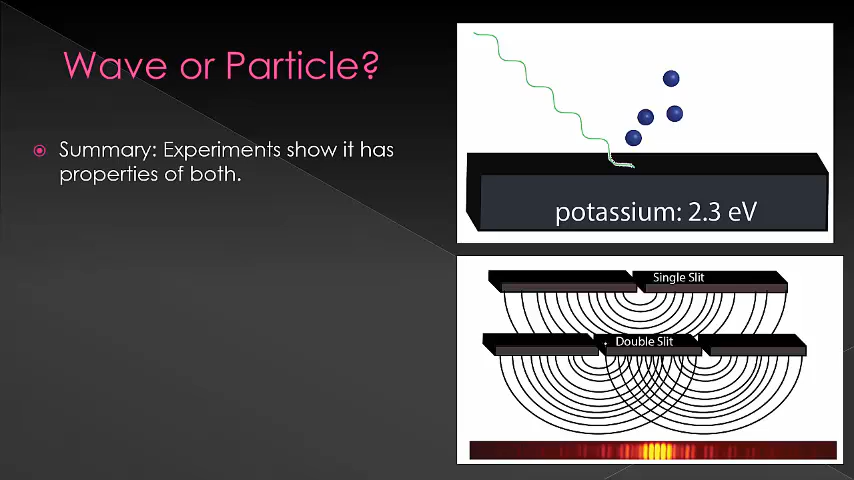 Wave or Particle?
Summary: Experiments show it has
properties of both.
potassium: 2.3 eV
Single Slit
Double Slit